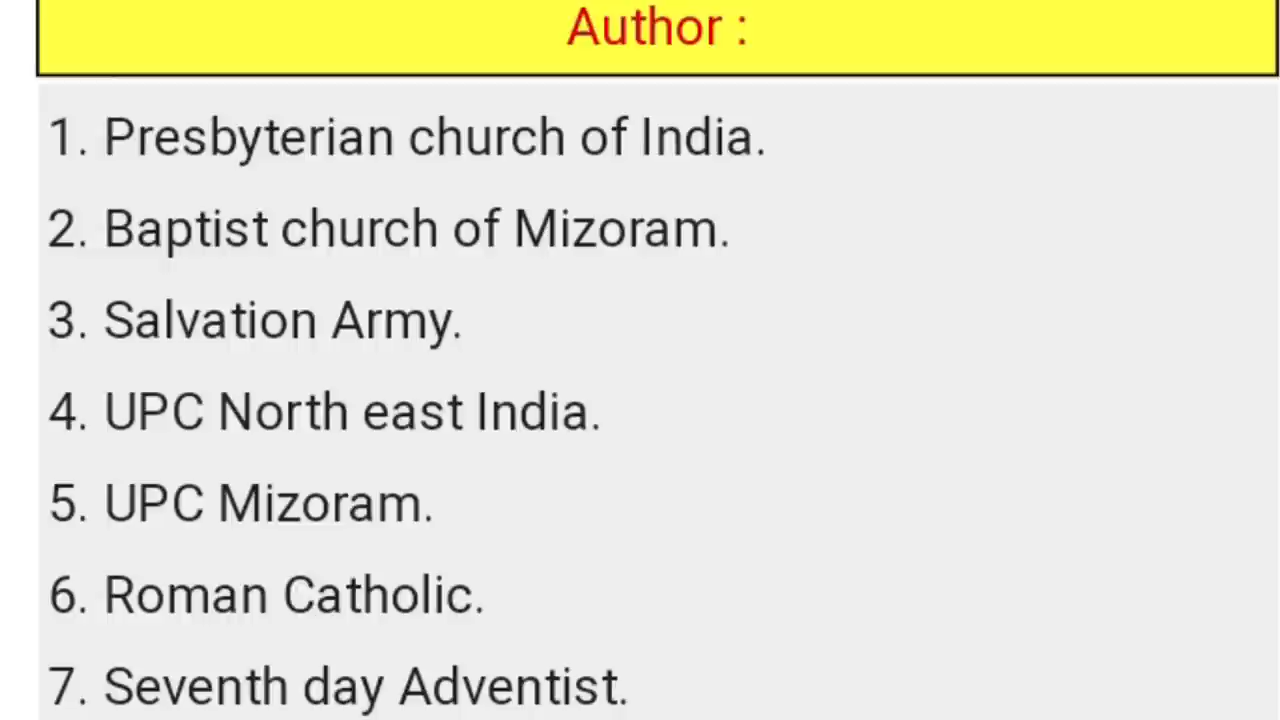 Author :
1. Presbyterian church of India.
2. Baptist church of Mizoram.
3. Salvation Army.
4. UPC North east India.
5. UPC Mizoram.
6. Roman Catholic.
7. Seventh day Adventist.